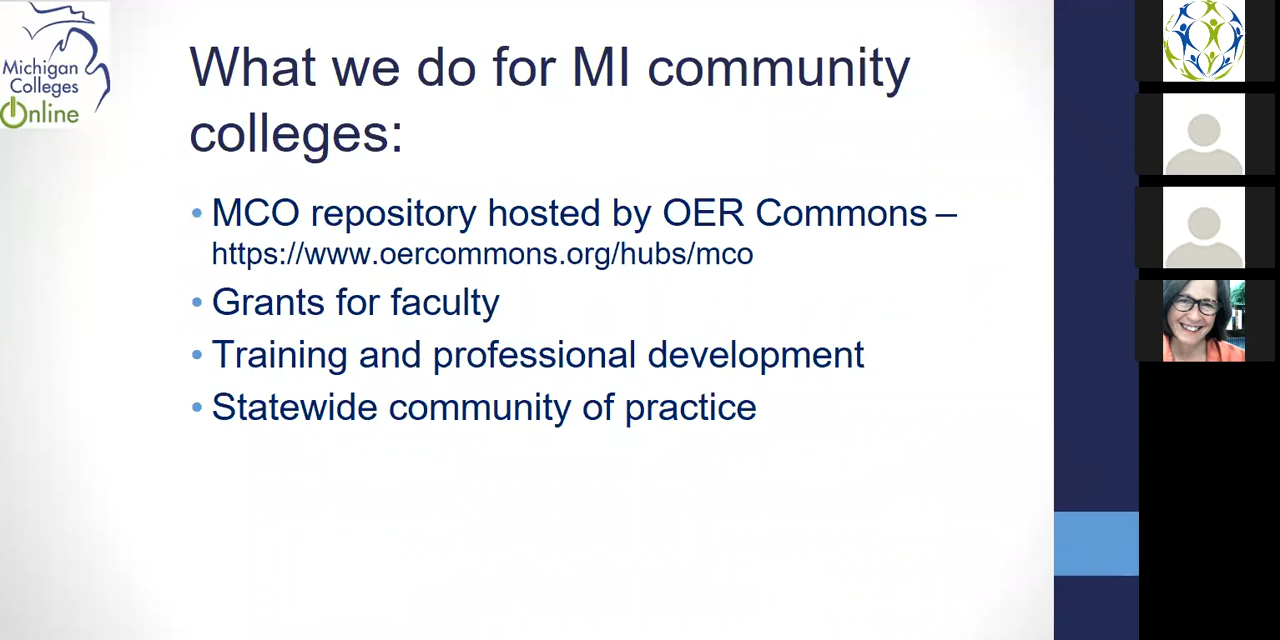 Michigan
Colleges
Online
What we do for MI community
colleges:
• MCO repository hosted by OER Commons –
https://www.oercommons.org/hubs/mco
• Grants for faculty
• Training and professional development
• Statewide community of practice